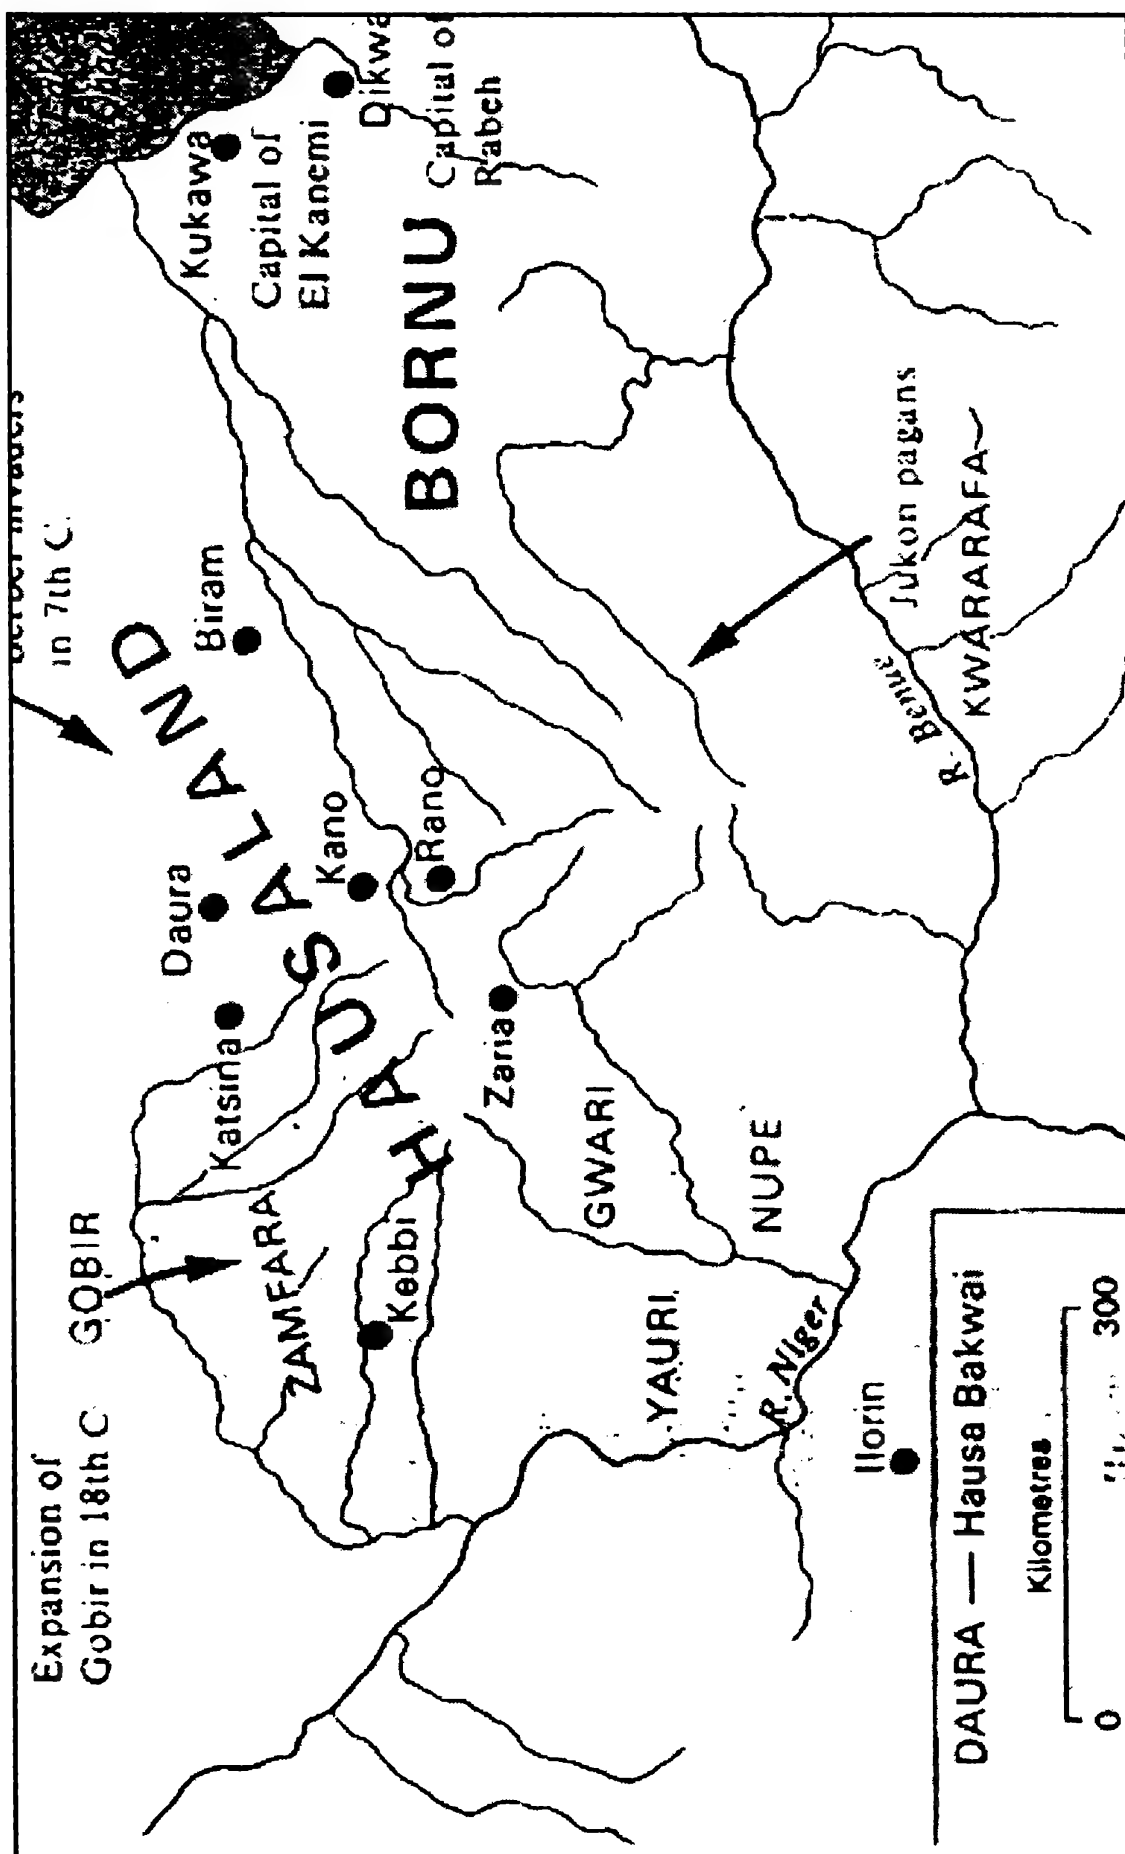 Expansion of
Gobir in 18th C
GOBIR
Berber invaders
in 7th C.
Daura
Katsina
Biram
Kukawa
Capital of
El Kanemi
Dikwa
Capital of
Rabeh
HAUSALAND
ZAMFARA
Kano
Kebbi
Rano
BORNU
Zaria
GWARI
YAURI
NUPE
R. Niger
Ilorin
Jukon pagans
R. Benue
KWARARAFA
DAURA — Hausa Bakwai
Kilometres
0 300